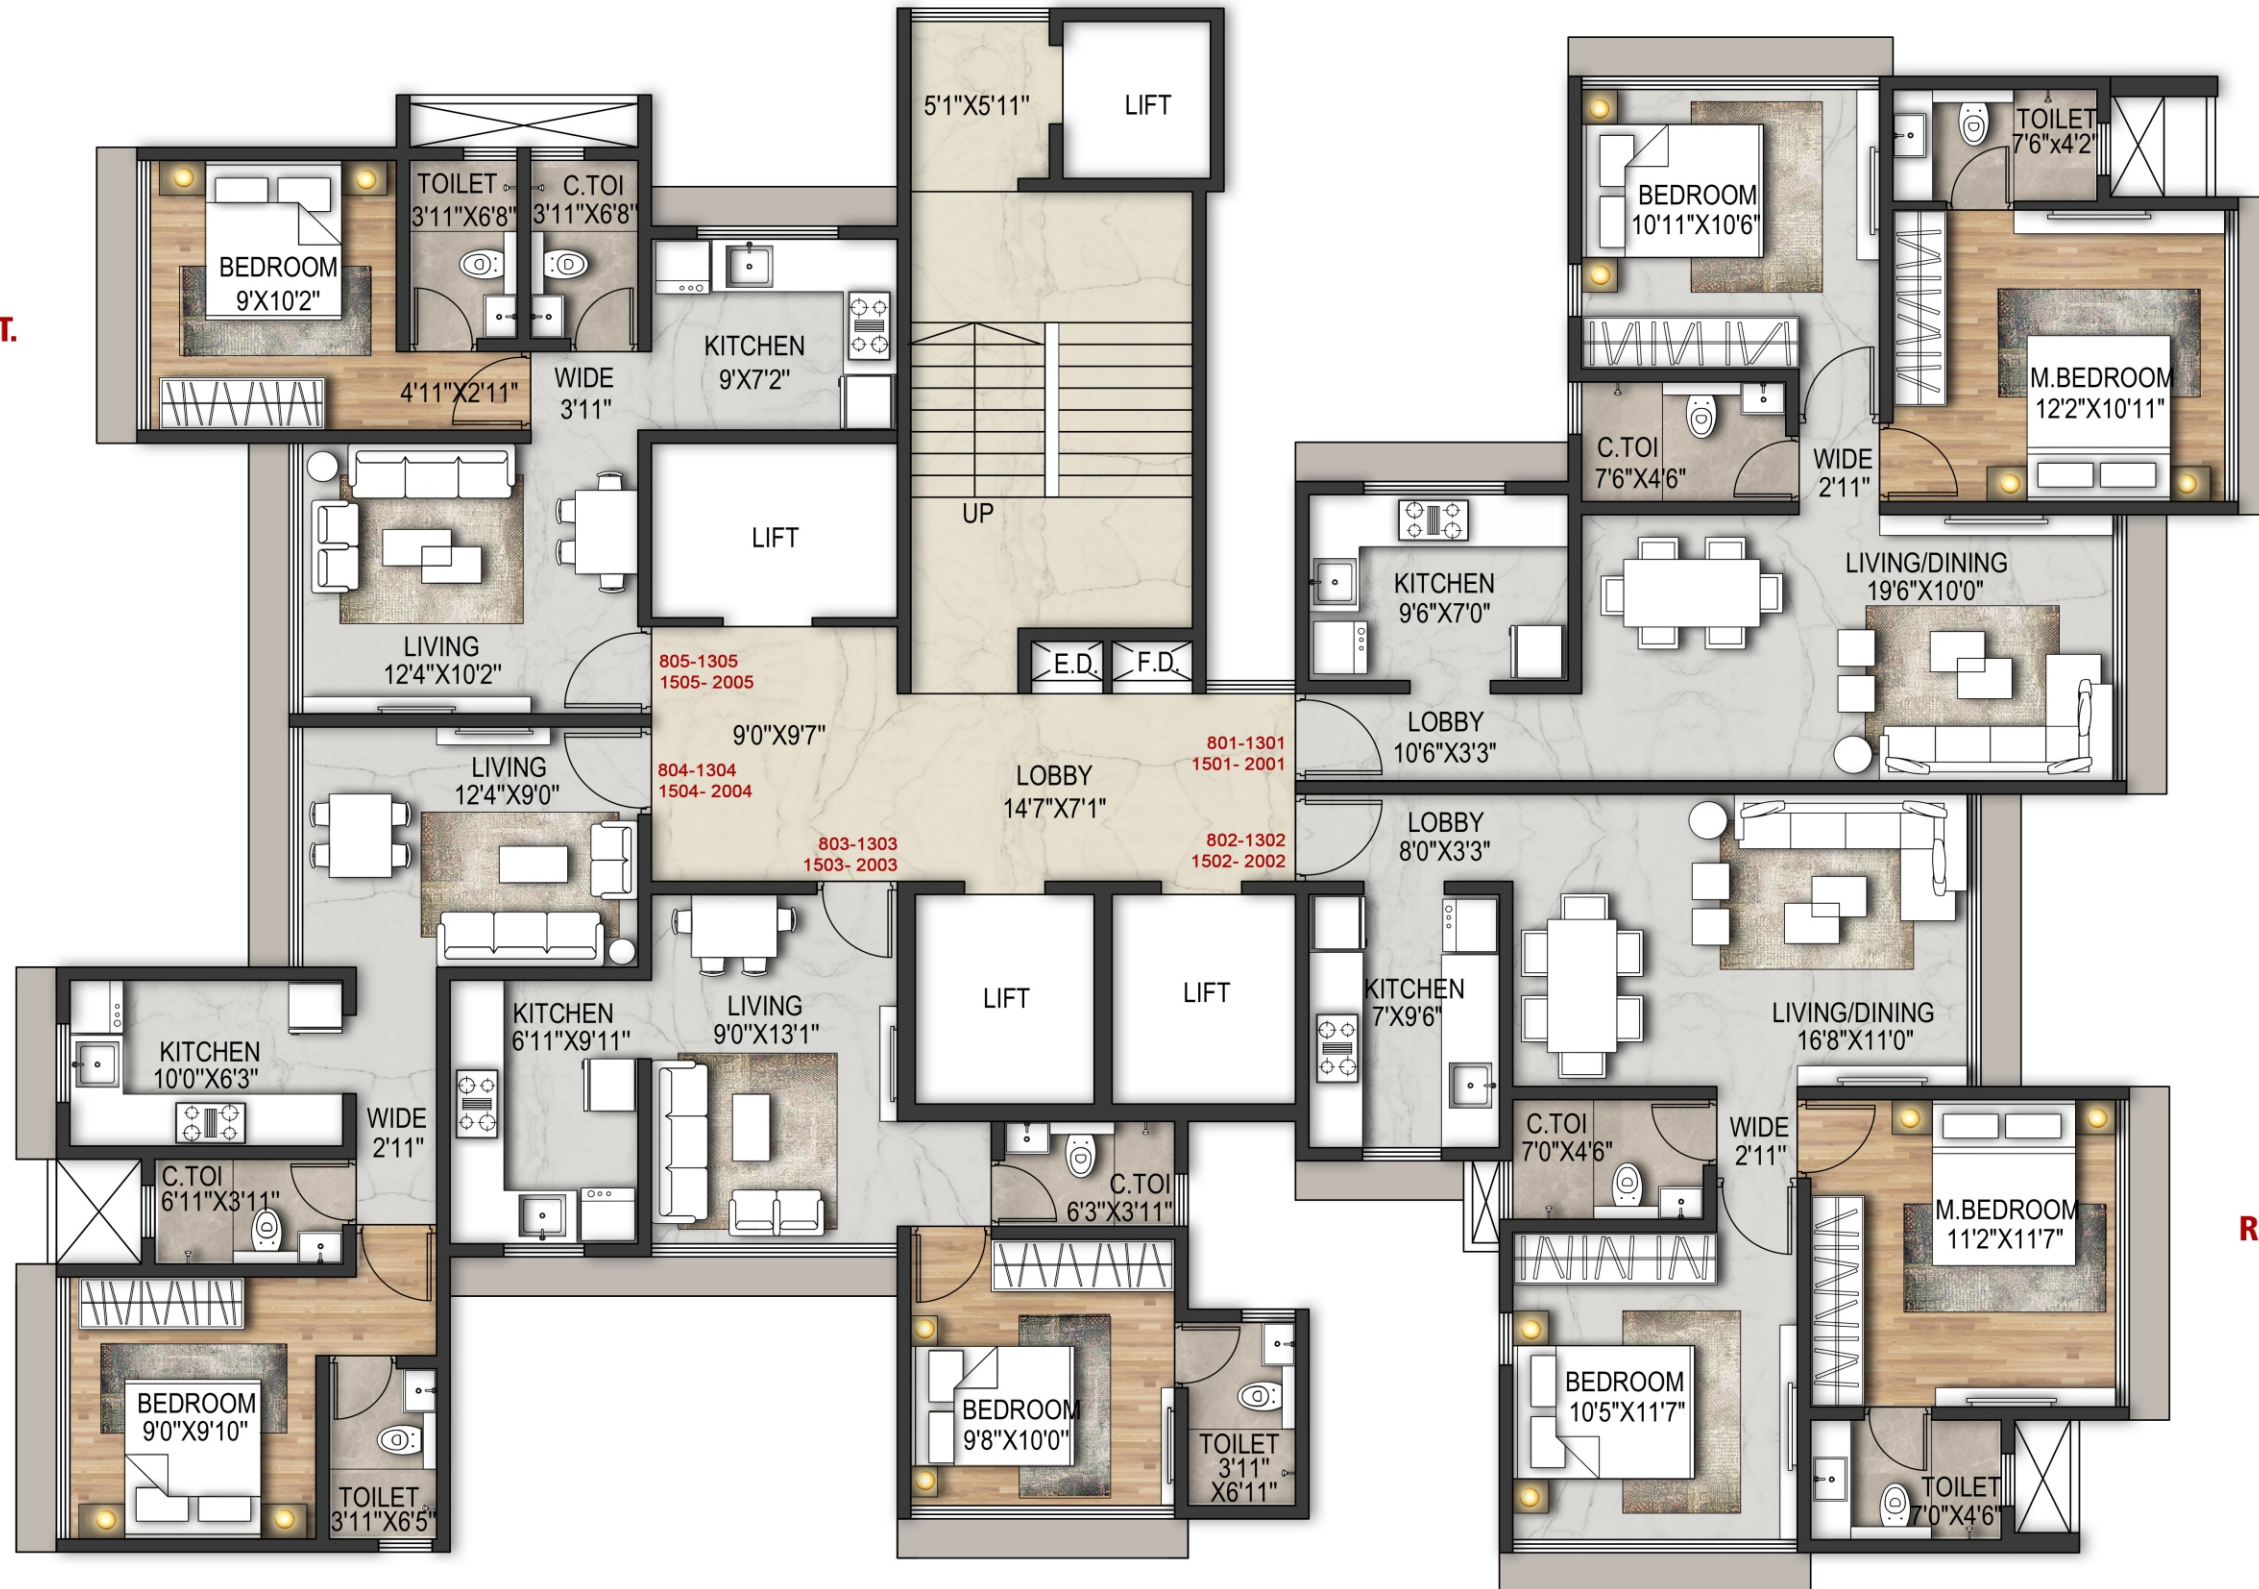 T.
BEDROOM
9'X10'2"
TOILET
3'11"X6'8"
C.TOI
3'11"X6'8"
4'11"X2'11"
WIDE
3'11"
KITCHEN
9'X7'2"
LIVING
12'4"X10'2"
LIFT
805-1305
1505- 2005
5'1"X5'11"
LIFT
UP
E.D.
F.D.
9'0"X9'7"
LOBBY
14'7"X7'1"
801-1301
1501- 2001
802-1302
1502- 2002
803-1303
1503- 2003
804-1304
1504- 2004
BEDROOM
10'11"X10'6"
TOILET
7'6"x4'2"
M.BEDROOM
12'2"X10'11"
C.TOI
7'6"X4'6"
WIDE
2'11"
KITCHEN
9'6"X7'0"
LIVING/DINING
19'6"X10'0"
LOBBY
10'6"X3'3"
LOBBY
8'0"X3'3"
KITCHEN
7'X9'6"
LIVING/DINING
16'8"X11'0"
C.TOI
7'0"X4'6"
WIDE
2'11"
M.BEDROOM
11'2"X11'7"
BEDROOM
10'5"X11'7"
TOILET
7'0"X4'6"
R
LIFT
LIFT
LIVING
12'4"X9'0"
KITCHEN
10'0"X6'3"
WIDE
2'11"
C.TOI
6'11"X3'11"
BEDROOM
9'0"X9'10"
TOILET
3'11"X6'5"
KITCHEN
6'11"X9'11"
LIVING
9'0"X13'1"
C.TOI
6'3"X3'11"
BEDROOM
9'8"X10'0"
TOILET
3'11"
X6'11"